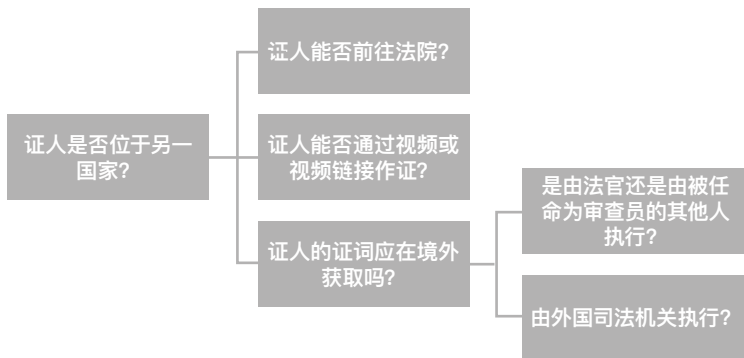 证人能否前往法院？
证人是否位于另一
国家？
证人能否通过视频或
视频链接作证？
证人的证词应在境外
获取吗？
是由法官还是由被任
命为审查员的其他人
执行？
由外国司法机关执行？